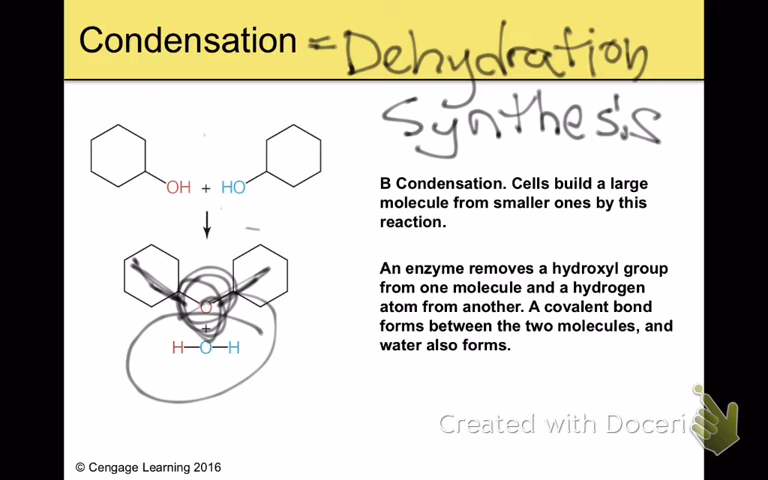 Condensation = Dehydration
Synthesis
OH + HO
B Condensation. Cells build a large
molecule from smaller ones by this
reaction.
An enzyme removes a hydroxyl group
from one molecule and a hydrogen
atom from another. A covalent bond
forms between the two molecules, and
water also forms.
O
+
H—O—H
Created with Doceri
© Cengage Learning 2016